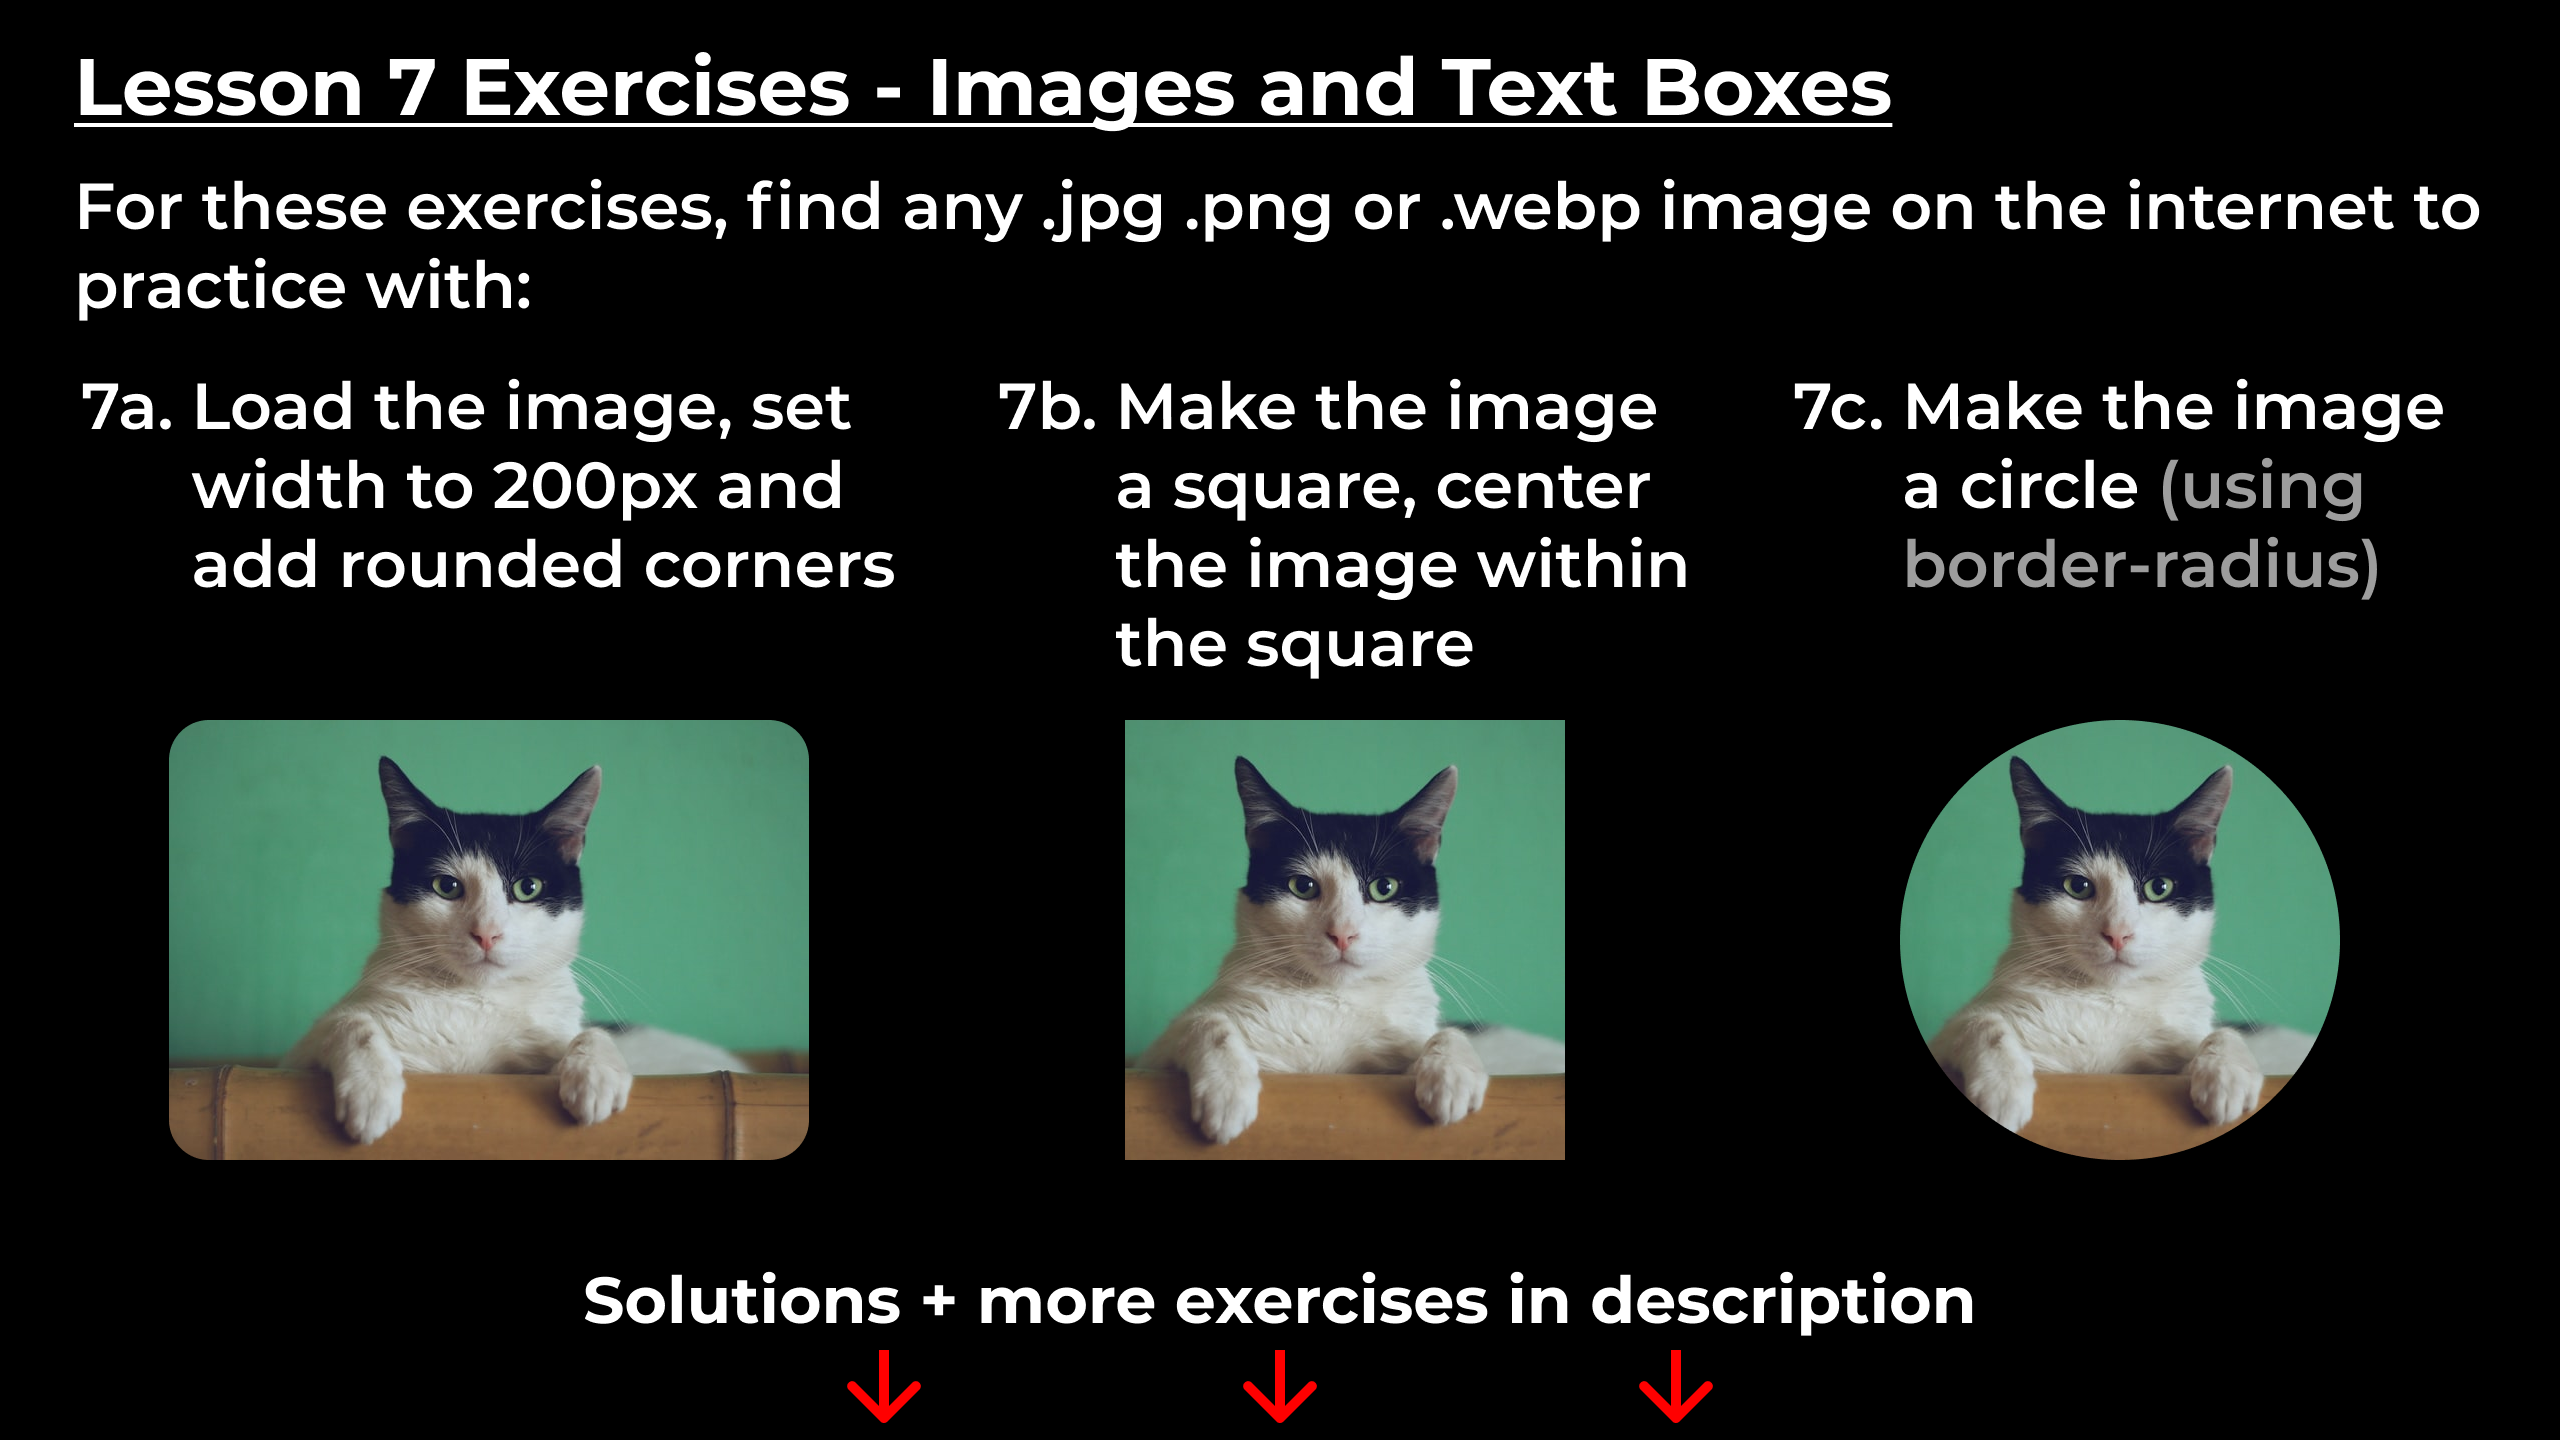 Lesson 7 Exercises - Images and Text Boxes
For these exercises, find any .jpg .png or .webp image on the internet to
practice with:
7a. Load the image, set
width to 200px and
add rounded corners
7b. Make the image
a square, center
the image within
the square
7c. Make the image
a circle (using
border-radius)
Solutions + more exercises in description